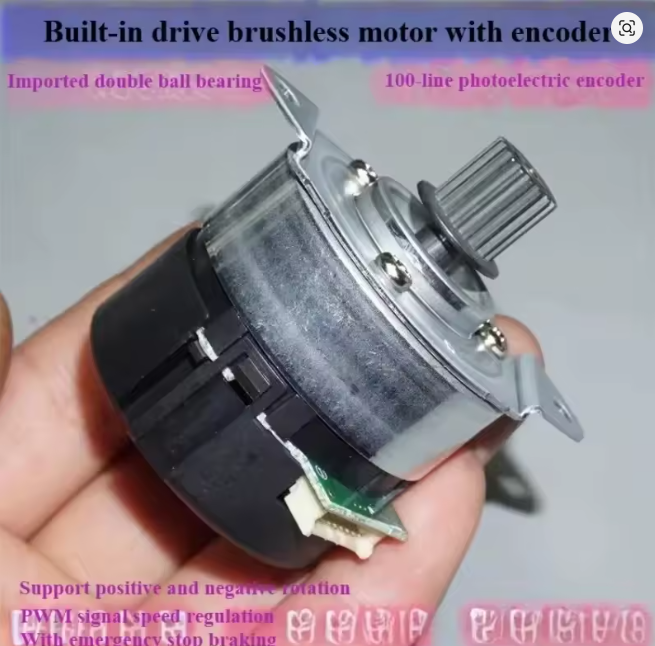 Built-in drive brushless motor with encoder
Imported double ball bearing
100-line photoelectric encoder
Support positive and negative rotation
PWM signal speed regulation
With emergency stop braking